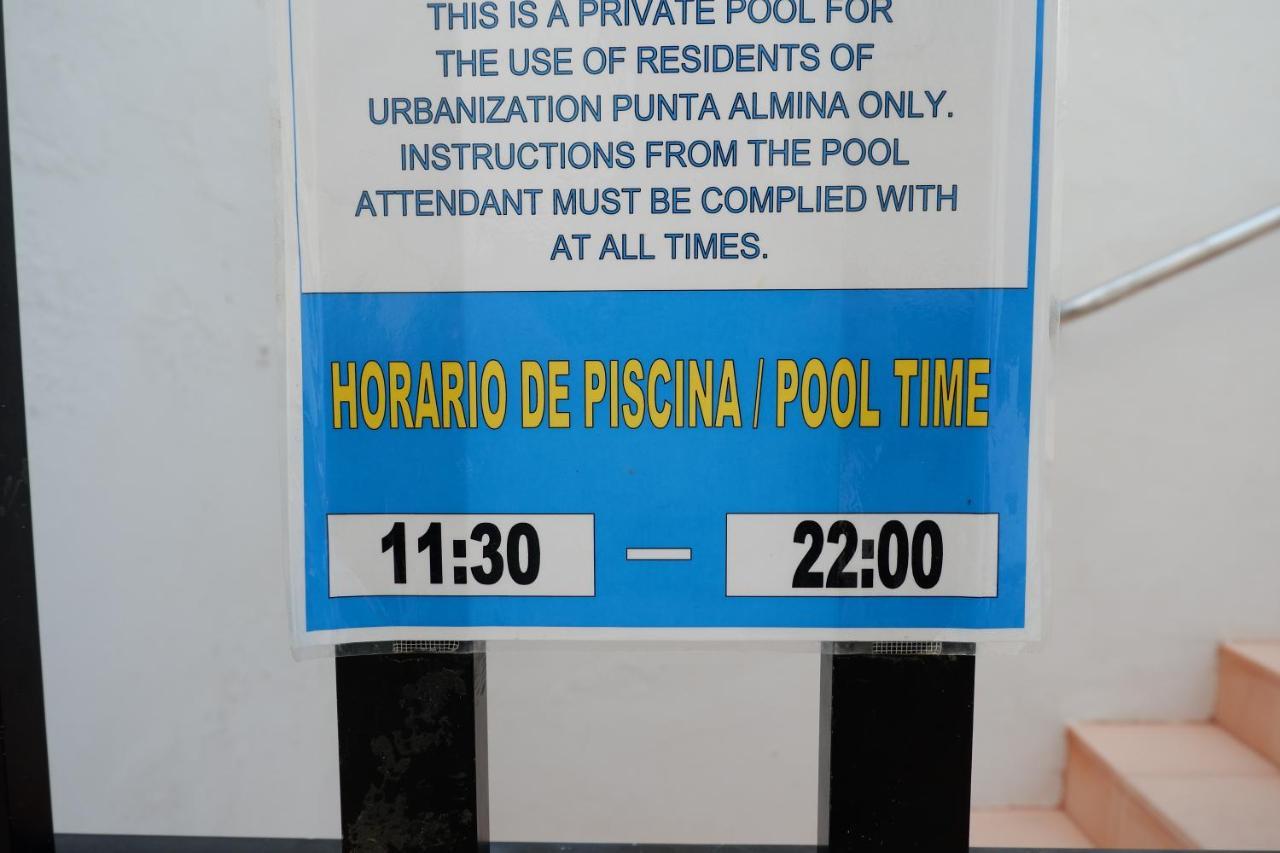 THIS IS A PRIVATE POOL FOR
THE USE OF RESIDENTS OF
URBANIZATION PUNTA ALMINA ONLY.
INSTRUCTIONS FROM THE POOL
ATTENDANT MUST BE COMPLIED WITH
AT ALL TIMES.
HORARIO DE PISCINA / POOL TIME
11:30 — 22:00